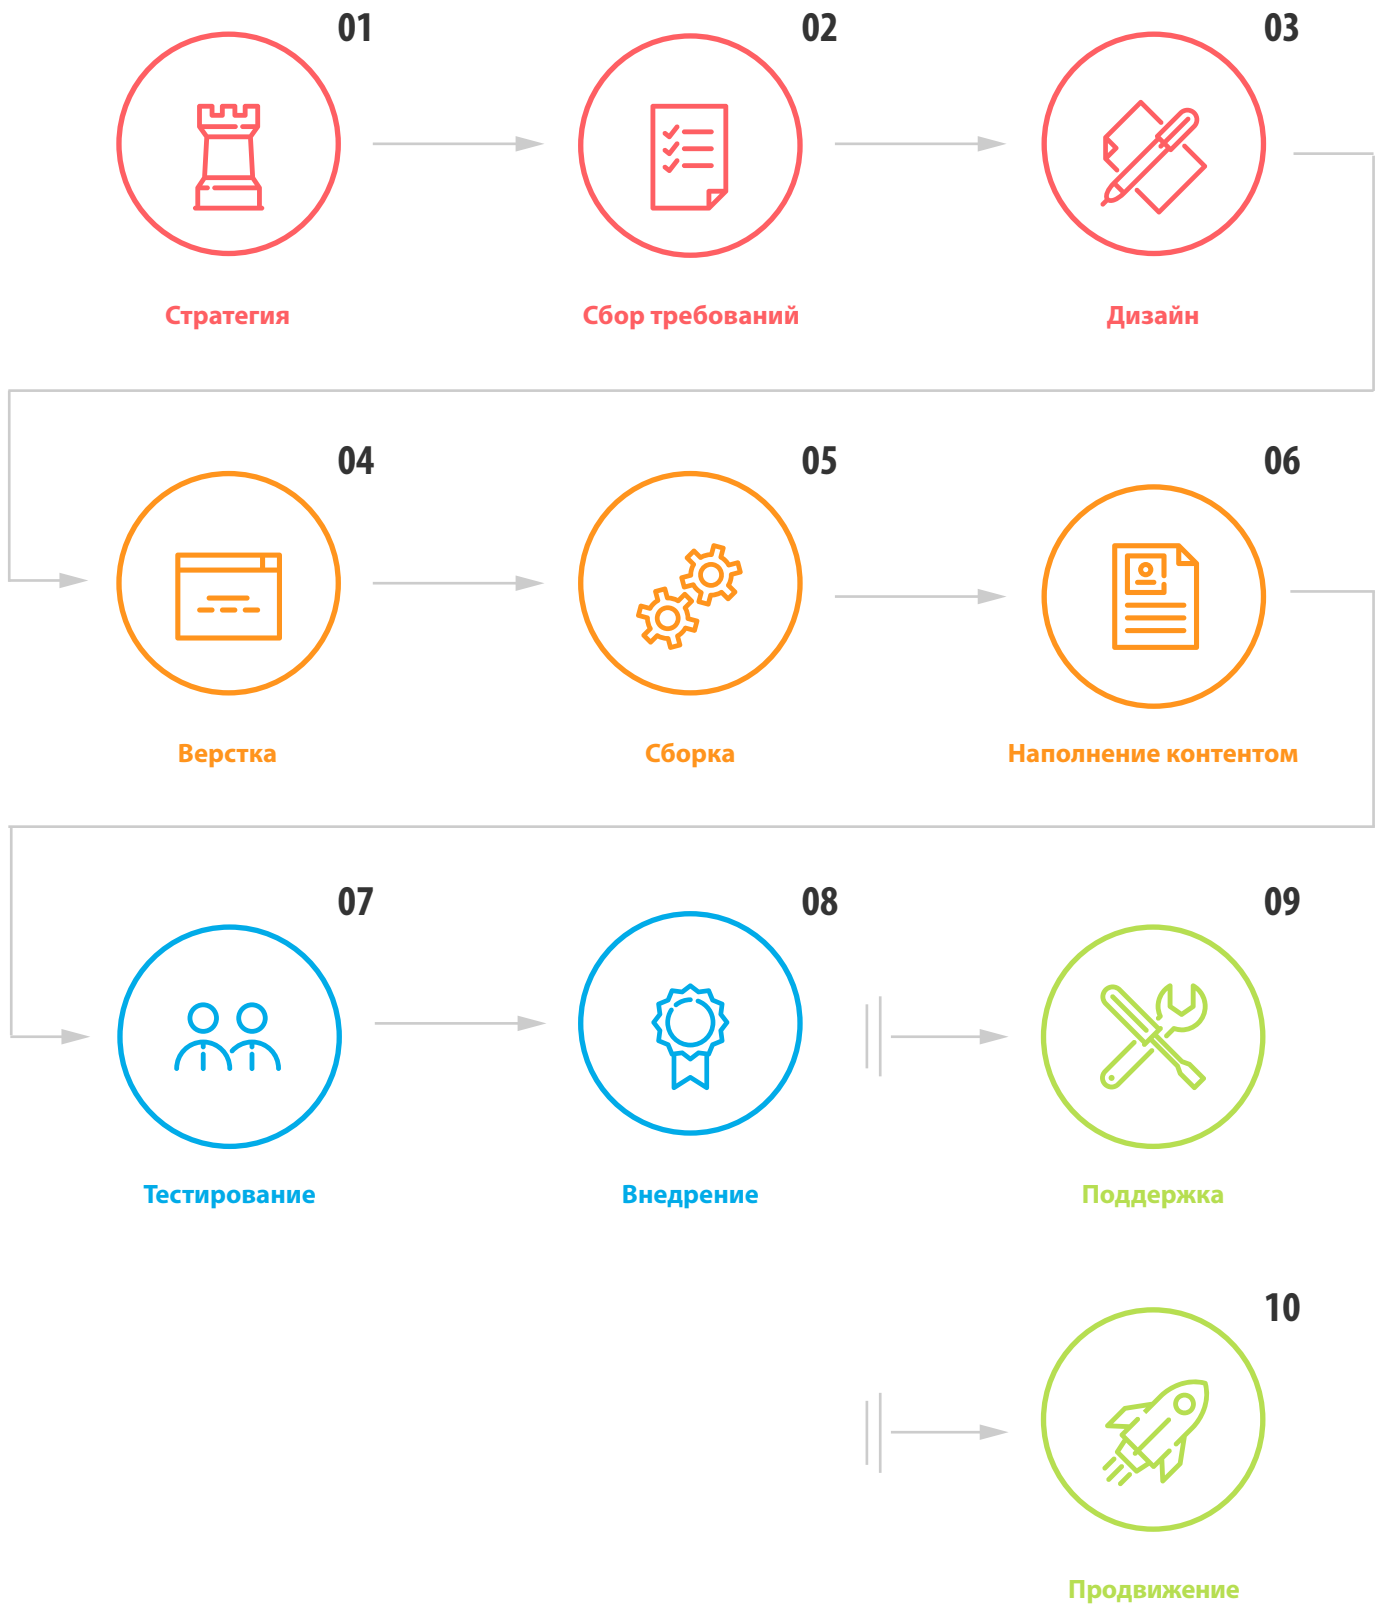 01
Стратегия
02
Сбор требований
03
Дизайн
04
Верстка
05
Сборка
06
Наполнение контентом
07
Тестирование
08
Внедрение
09
Поддержка
10
Продвижение